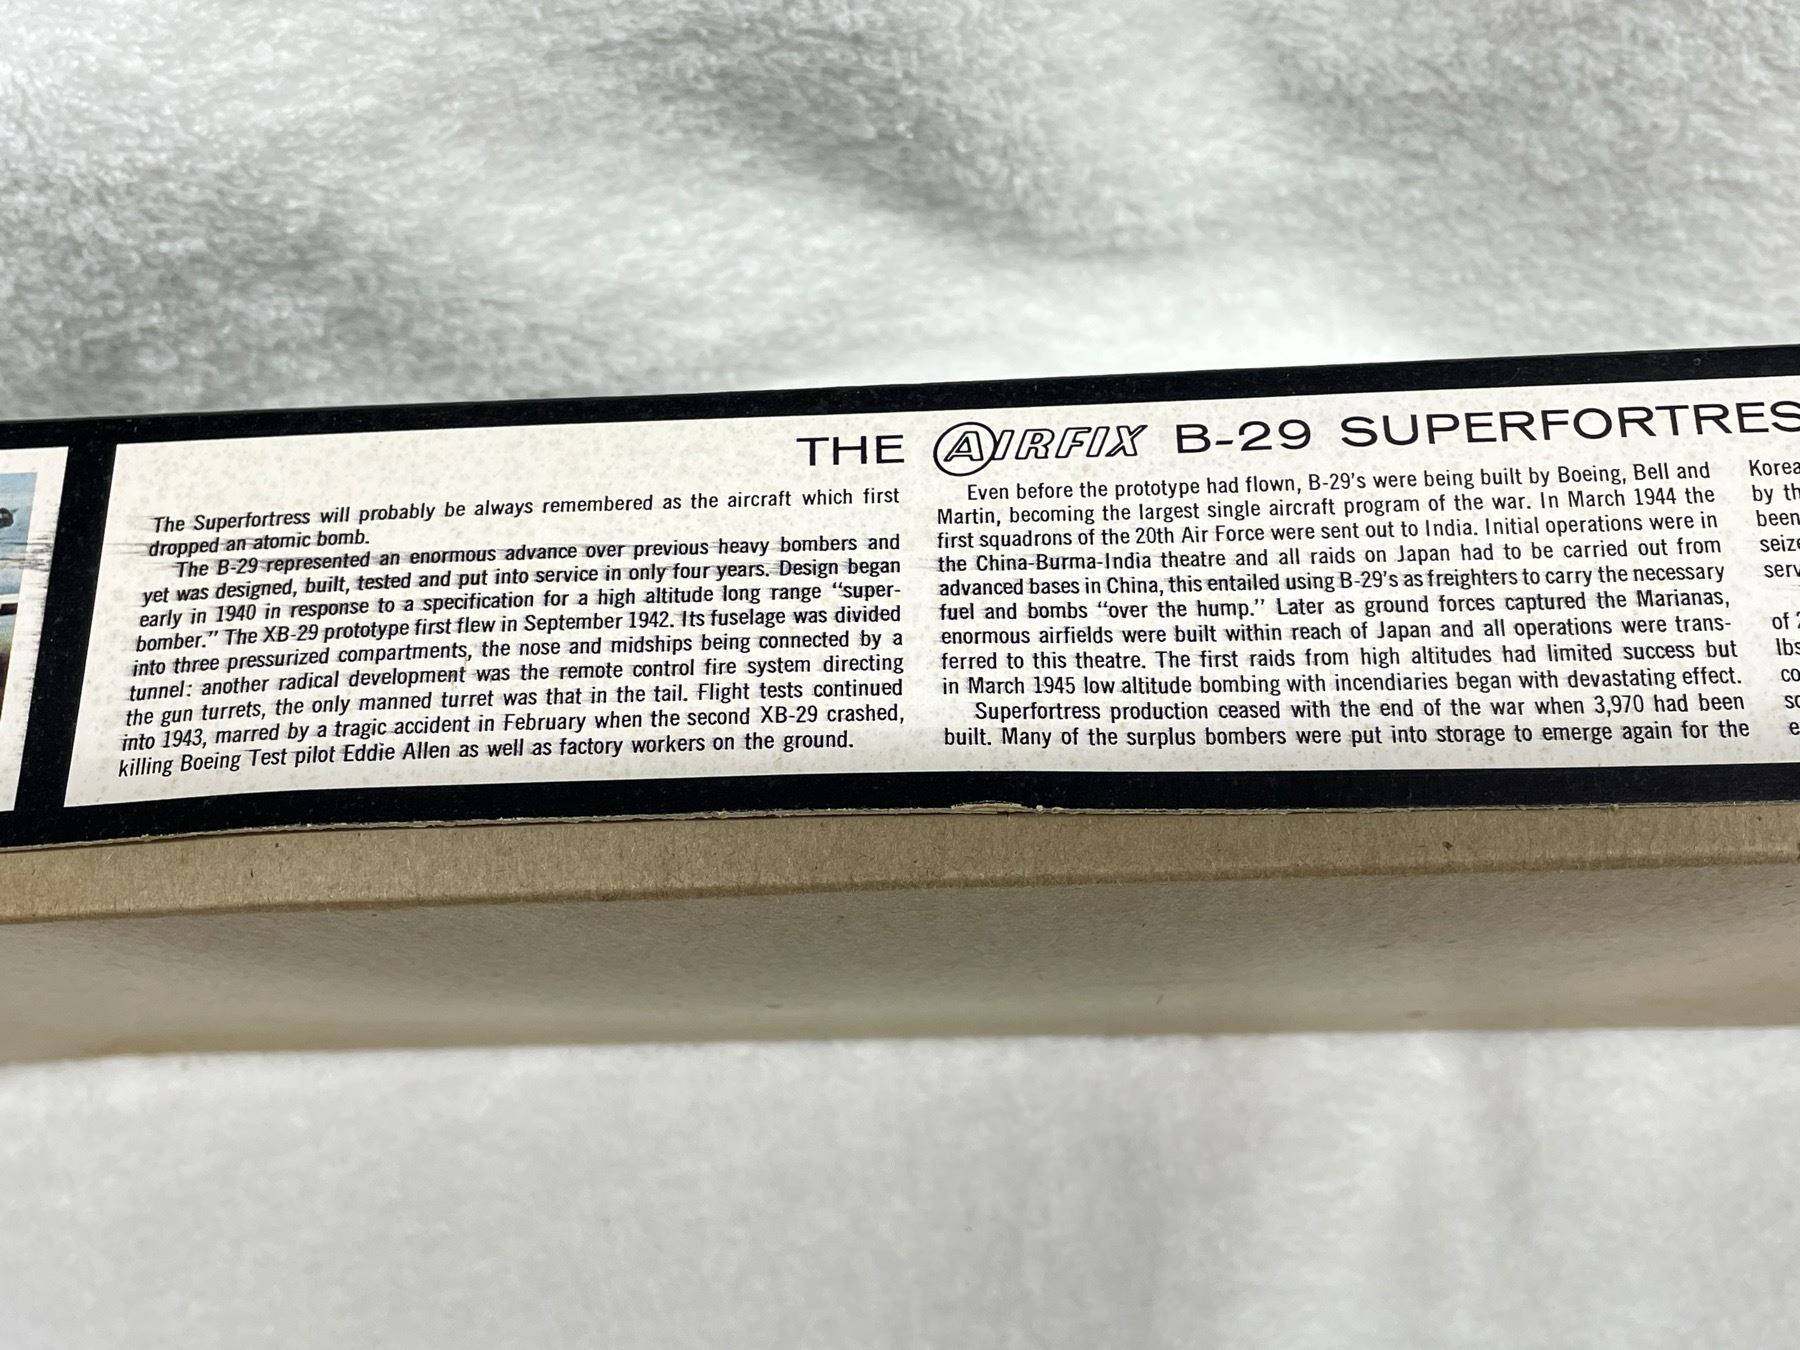 THE AIRFIX B-29 SUPERFORTRES
The Superfortress will probably be always remembered as the aircraft which first
dropped an atomic bomb.
The B-29 represented an enormous advance over previous heavy bombers and
yet was designed, built, tested and put into service in only four years. Design began
early in 1940 in response to a specification for a high altitude long range “super-
bomber.” The XB-29 prototype first flew in September 1942. Its fuselage was divided
into three pressurized compartments, the nose and midships being connected by a
tunnel: another radical development was the remote control fire system directing
the gun turrets, the only manned turret was that in the tail. Flight tests continued
into 1943, marred by a tragic accident in February when the second XB-29 crashed,
killing Boeing Test pilot Eddie Allen as well as factory workers on the ground.
Even before the prototype had flown, B-29’s were being built by Boeing, Bell and
Martin, becoming the largest single aircraft program of the war. In March 1944 the
first squadrons of the 20th Air Force were sent out to India. Initial operations were in
the China-Burma-India theatre and all raids on Japan had to be carried out from
advanced bases in China, this entailed using B-29’s as freighters to carry the necessary
fuel and bombs “over the hump.” Later as ground forces captured the Marianas,
enormous airfields were built within reach of Japan and all operations were trans-
ferred to this theatre. The first raids from high altitudes had limited success but
in March 1945 low altitude bombing with incendiaries began with devastating effect.
Superfortress production ceased with the end of the war when 3,970 had been
built. Many of the surplus bombers were put into storage to emerge again for the
Korea
by th
been
seize
serv
of
lbs
co
so
e